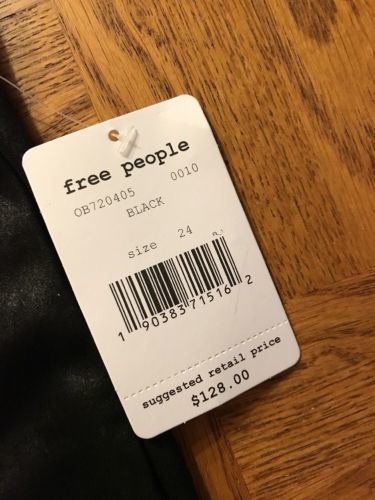 free people
OB720405 0010
BLACK
size 24
1 90383 71516 2
suggested retail price
$128.00